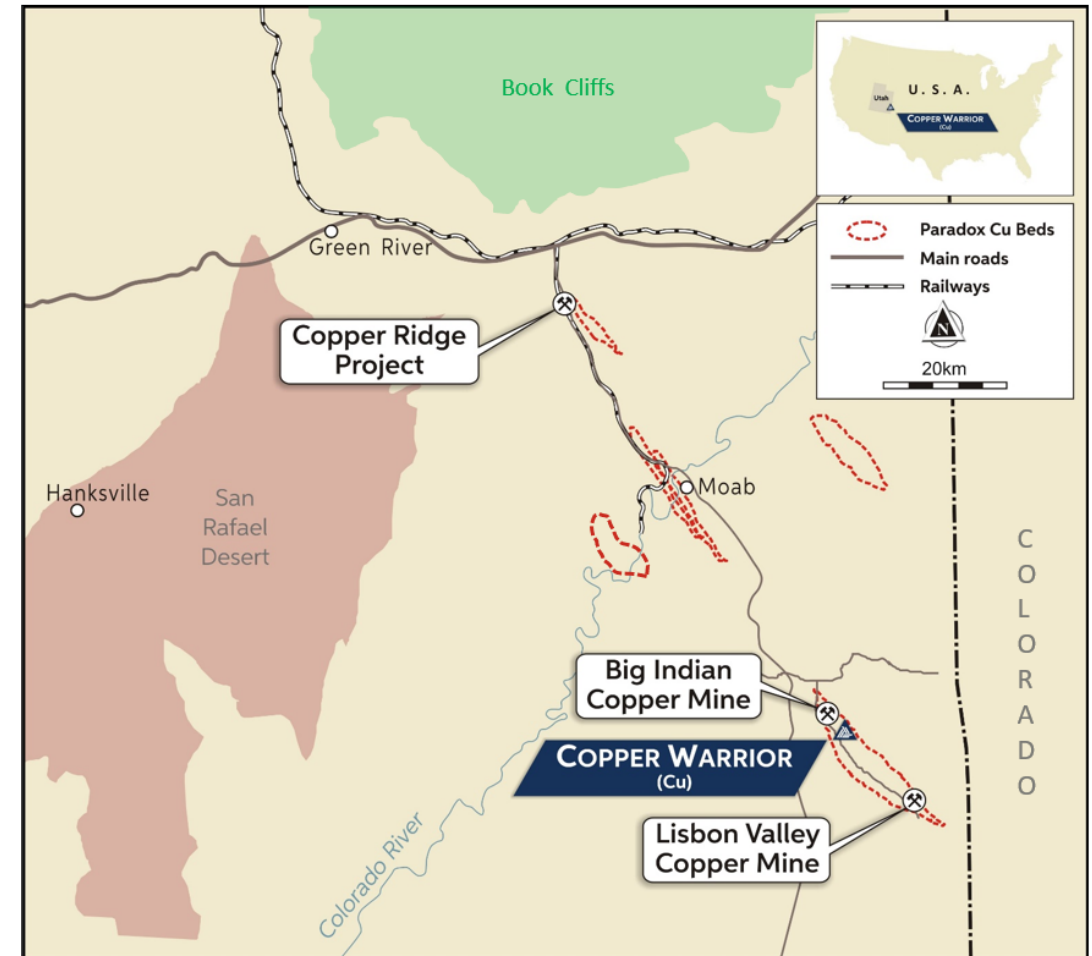 Book Cliffs
U. S. A.
Utah
COPPER WARRIOR
(Cu)
Paradox Cu Beds
Main roads
Railways
N
20km
Green River
Copper Ridge
Project
Hanksville
San
Rafael
Desert
Moab
COLORADO
Big Indian
Copper Mine
COPPER WARRIOR
(Cu)
Lisbon Valley
Copper Mine
Colorado River